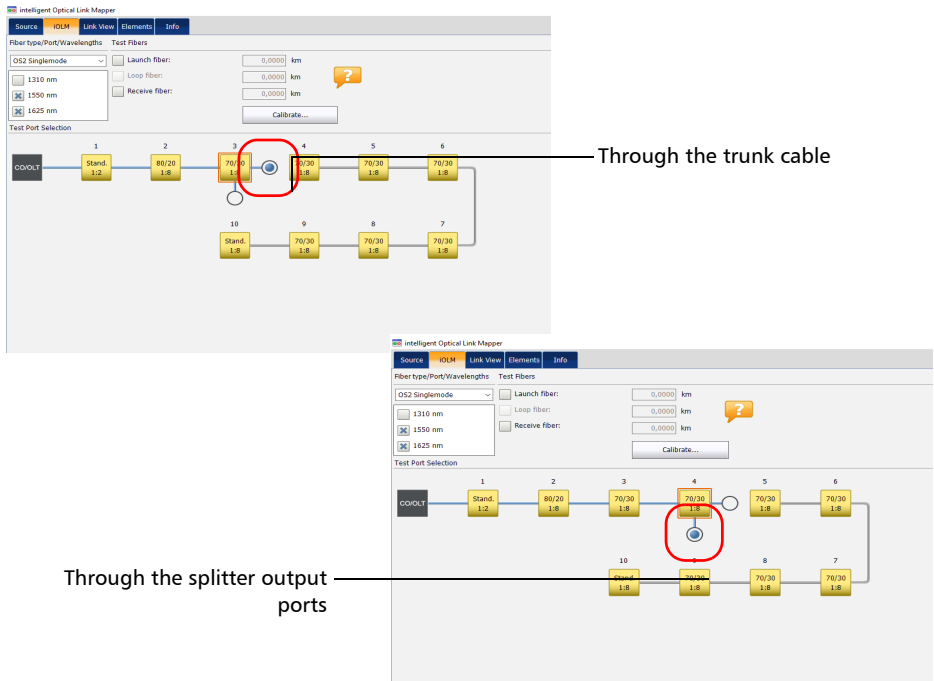 intelligent Optical Link Mapper
Source iOLM Link View Elements Info
Fiber type/Port/Wavelengths Test Fibers
OS2 Singlemode Launch fiber: 0,0000 km
1310 nm Loop fiber: 0,0000 km ?
1550 nm Receive fiber: 0,0000 km
1625 nm Calibrate...
Test Port Selection
1 2 3 4 5 6
CO/OLT Stand. 80/20 70/30 70/30 70/30
1:2 1:8 1:8 1:8 1:8
10 9 8 7
Stand. 70/30 70/30 70/30
1:8 1:8 1:8 1:8
Through the trunk cable
intelligent Optical Link Mapper
Source iOLM Link View Elements Info
Fiber type/Port/Wavelengths Test Fibers
OS2 Singlemode Launch fiber: 0,0000 km
1310 nm Loop fiber: 0,0000 km ?
1550 nm Receive fiber: 0,0000 km
1625 nm Calibrate...
Test Port Selection
1 2 3 4 5 6
CO/OLT Stand. 80/20 70/30 70/30 70/30 70/30
1:2 1:8 1:8 1:8 1:8 1:8
10 8 7
Stand. 70/30 70/30 70/30
1:8 1:8 1:8 1:8
Through the splitter output
ports